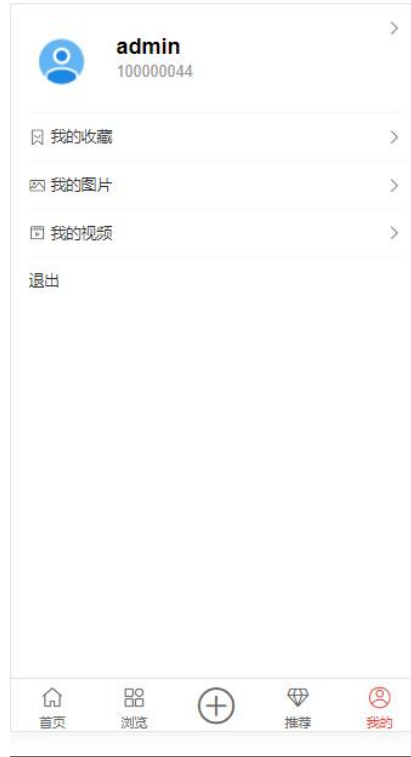 admin
100000044
我的收藏
我的图片
我的视频
退出
首页
浏览
推荐
我的